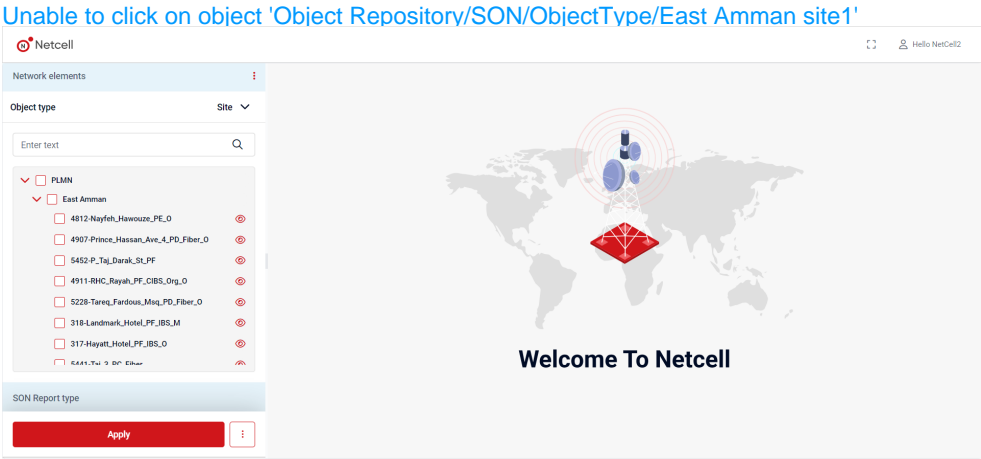 Unable to click on object 'Object Repository/SON/ObjectType/East Amman site1'
N Netcell
Hello NetCell2
Network elements
Object type Site
Enter text
PLMN
East Amman
4812-Nayfeh_Hawouze_PE_O
4907-Prince_Hassan_Ave_4_PD_Fiber_O
5452-P_Taj_Darak_St_PF
4911-RHC_Rayah_PF_CIBS_Org_O
5228-Tareq_Fardous_Msq_PD_Fiber_O
318-Landmark_Hotel_PF_IBS_M
317-Hayatt_Hotel_PF_IBS_O
5441-Taj_3_PC_Fiber
SON Report type
Apply
Welcome To Netcell